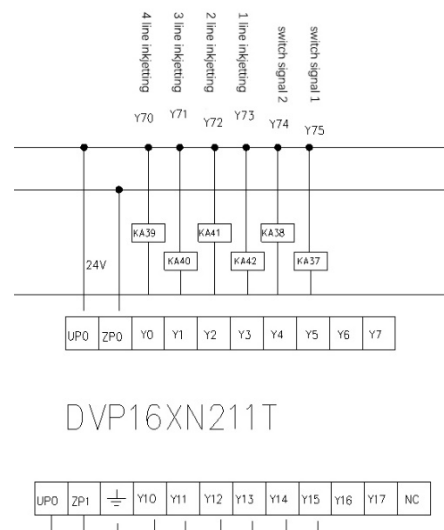 4 line inkjetting
3 line inkjetting
2 line inkjetting
1 line inkjetting
switch signal 2
switch signal 1
Y70
Y71
Y72
Y73
Y74
Y75
KA39
KA41
KA38
24V
KA40
KA42
KA37
UP0 ZP0 Y0 Y1 Y2 Y3 Y4 Y5 Y6 Y7
DVP16XN211T
UP0 ZP1 Y10 Y11 Y12 Y13 Y14 Y15 Y16 Y17 NC